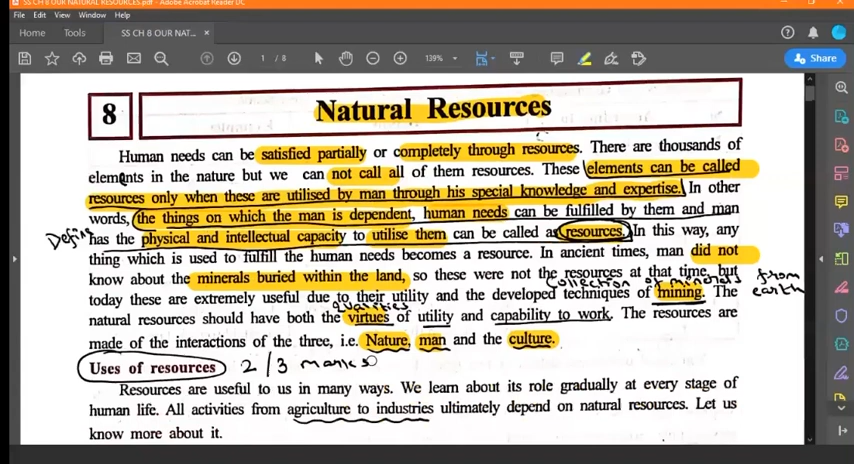 SS CH 8 OUR NATURAL RESOURCES.pdf - Adobe Acrobat Reader DC
File Edit View Window Help
Home Tools SS CH 8 OUR NAT... ×
1 / 8 139% Share
8 Natural Resources
Human needs can be satisfied partially or completely through resources. There are thousands of
elements in the nature but we can not call all of them resources. These elements can be called
resources only when these are utilised by man through his special knowledge and expertise. In other
words, the things on which the man is dependent, human needs can be fulfilled by them and man
Define has the physical and intellectual capacity to utilise them can be called as resources. In this way, any
thing which is used to fulfill the human needs becomes a resource. In ancient times, man did not
know about the minerals buried within the land, so these were not the resources at that time, but
collection of minerals from earth
today these are extremely useful due to their utility and the developed techniques of mining. The
qualities
natural resources should have both the virtues of utility and capability to work. The resources are
made of the interactions of the three, i.e. Nature, man and the culture.
Uses of resources 2/3 marks
Resources are useful to us in many ways. We learn about its role gradually at every stage of
human life. All activities from agriculture to industries ultimately depend on natural resources. Let us
know more about it.